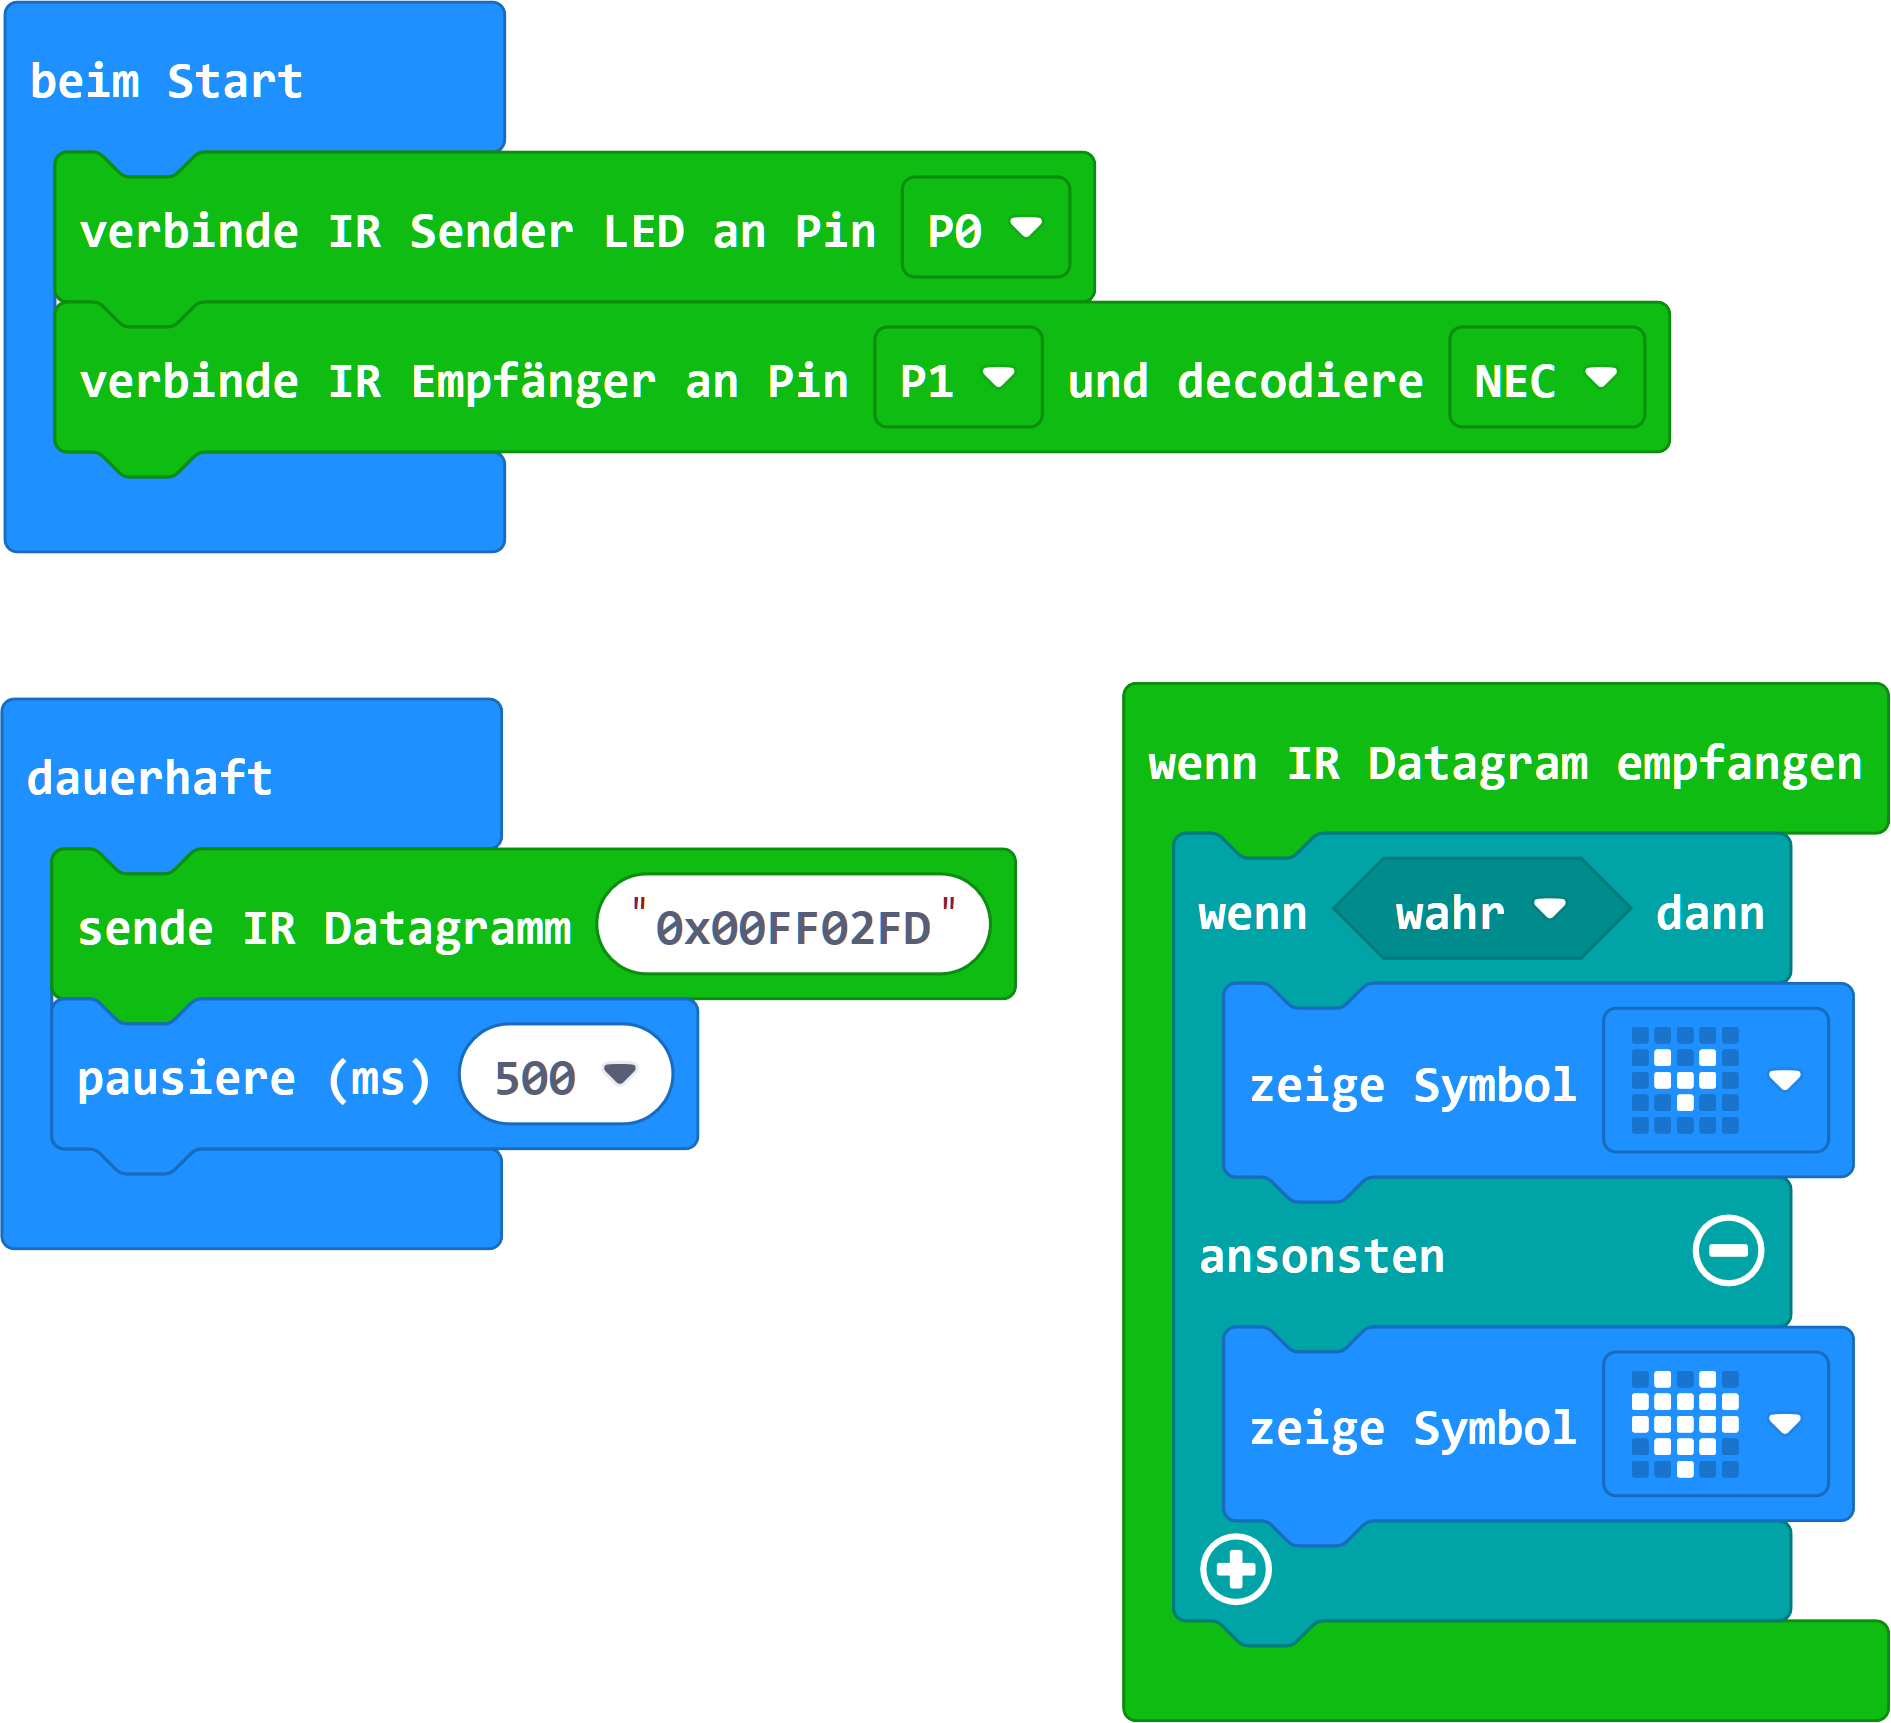 beim Start
verbinde IR Sender LED an Pin P0
verbinde IR Empfänger an Pin P1 und decodiere NEC
dauerhaft
sende IR Datagramm "0x00FF02FD"
pausiere (ms) 500
wenn IR Datagram empfangen
wenn wahr dann
zeige Symbol
ansonsten
zeige Symbol